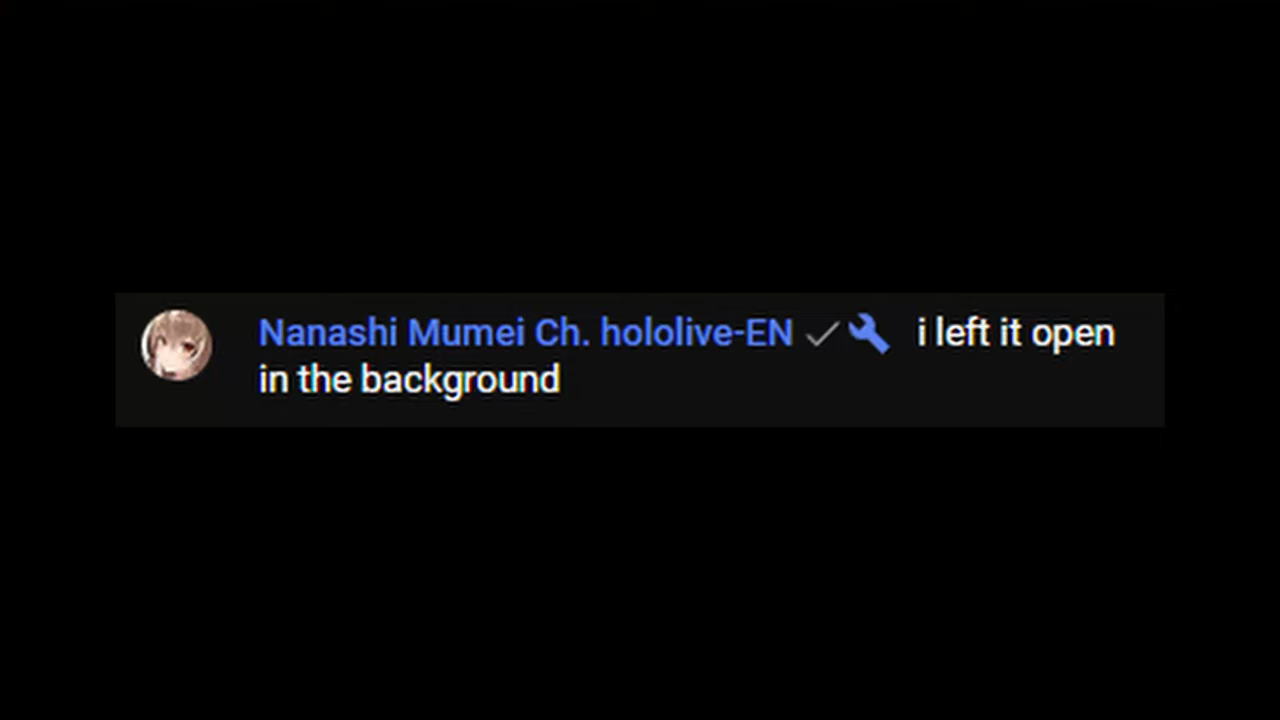 Nanashi Mumei Ch. hololive-EN i left it open
in the background